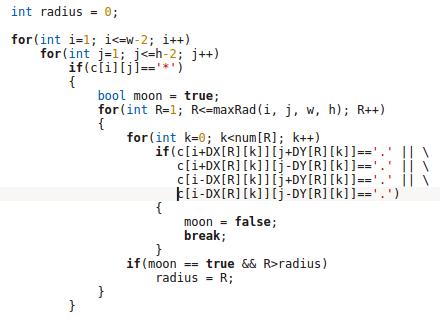 int radius = 0;
for(int i=1; i<=w-2; i++)
for(int j=1; j<=h-2; j++)
if(c[i][j]=='*')
{
bool moon = true;
for(int R=1; R<=maxRad(i, j, w, h); R++)
{
for(int k=0; k<num[R]; k++)
if(c[i+DX[R][k]][j+DY[R][k]]=='.' || \
c[i+DX[R][k]][j-DY[R][k]]=='.' || \
c[i-DX[R][k]][j+DY[R][k]]=='.' || \
c[i-DX[R][k]][j-DY[R][k]]=='.')
{
moon = false;
break;
}
if(moon == true && R>radius)
radius = R;
}
}